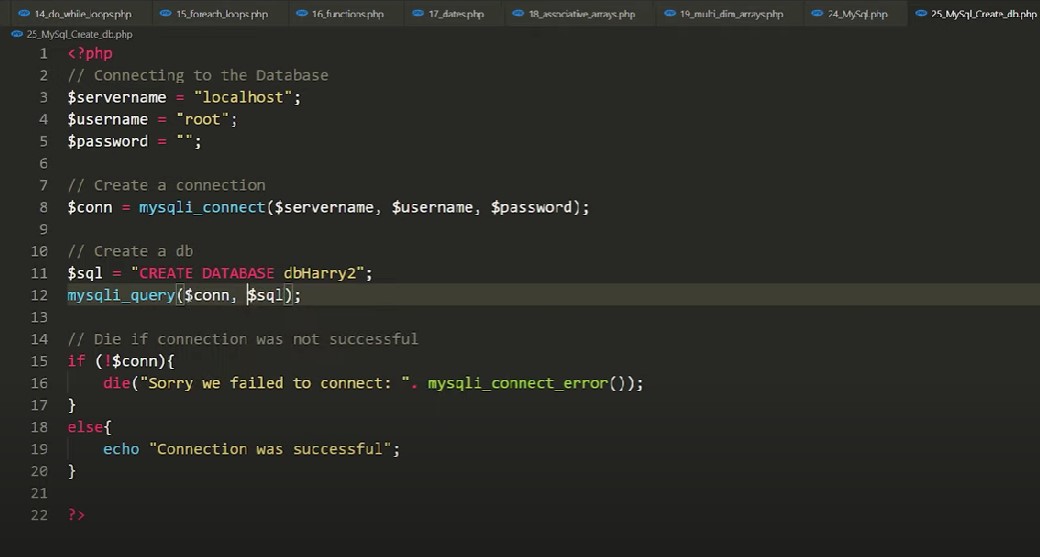 14_do_while_loops.php 15_foreach_loops.php 16_functions.php 17_dates.php 18_associative_arrays.php 19_multi_dim_arrays.php 24_MySql.php 25_MySql_Create_db.php
25_MySql_Create_db.php
1 <?php
2 // Connecting to the Database
3 $servername = "localhost";
4 $username = "root";
5 $password = "";
6
7 // Create a connection
8 $conn = mysqli_connect($servername, $username, $password);
9
10 // Create a db
11 $sql = "CREATE DATABASE dbHarry2";
12 mysqli_query($conn, $sql);
13
14 // Die if connection was not successful
15 if (!$conn){
16     die("Sorry we failed to connect: ". mysqli_connect_error());
17 }
18 else{
19     echo "Connection was successful";
20 }
21
22 ?>